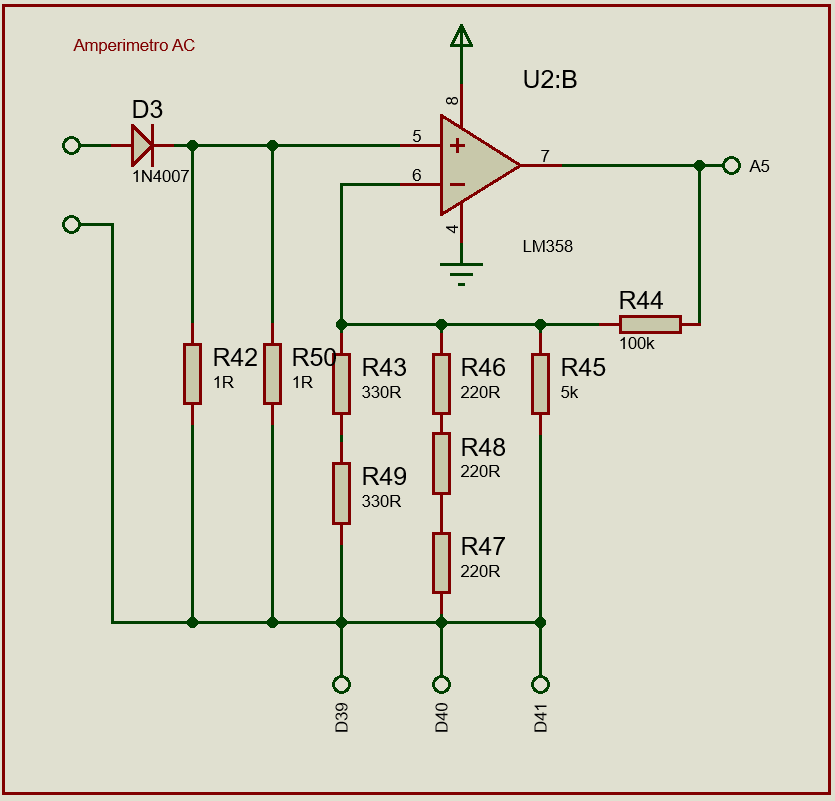 Amperimetro AC
D3
1N4007
U2:B
8
5
6
7
4
A5
LM358
R44
100k
R42
1R
R50
1R
R43
330R
R46
220R
R45
5k
R49
330R
R48
220R
R47
220R
D39
D40
D41